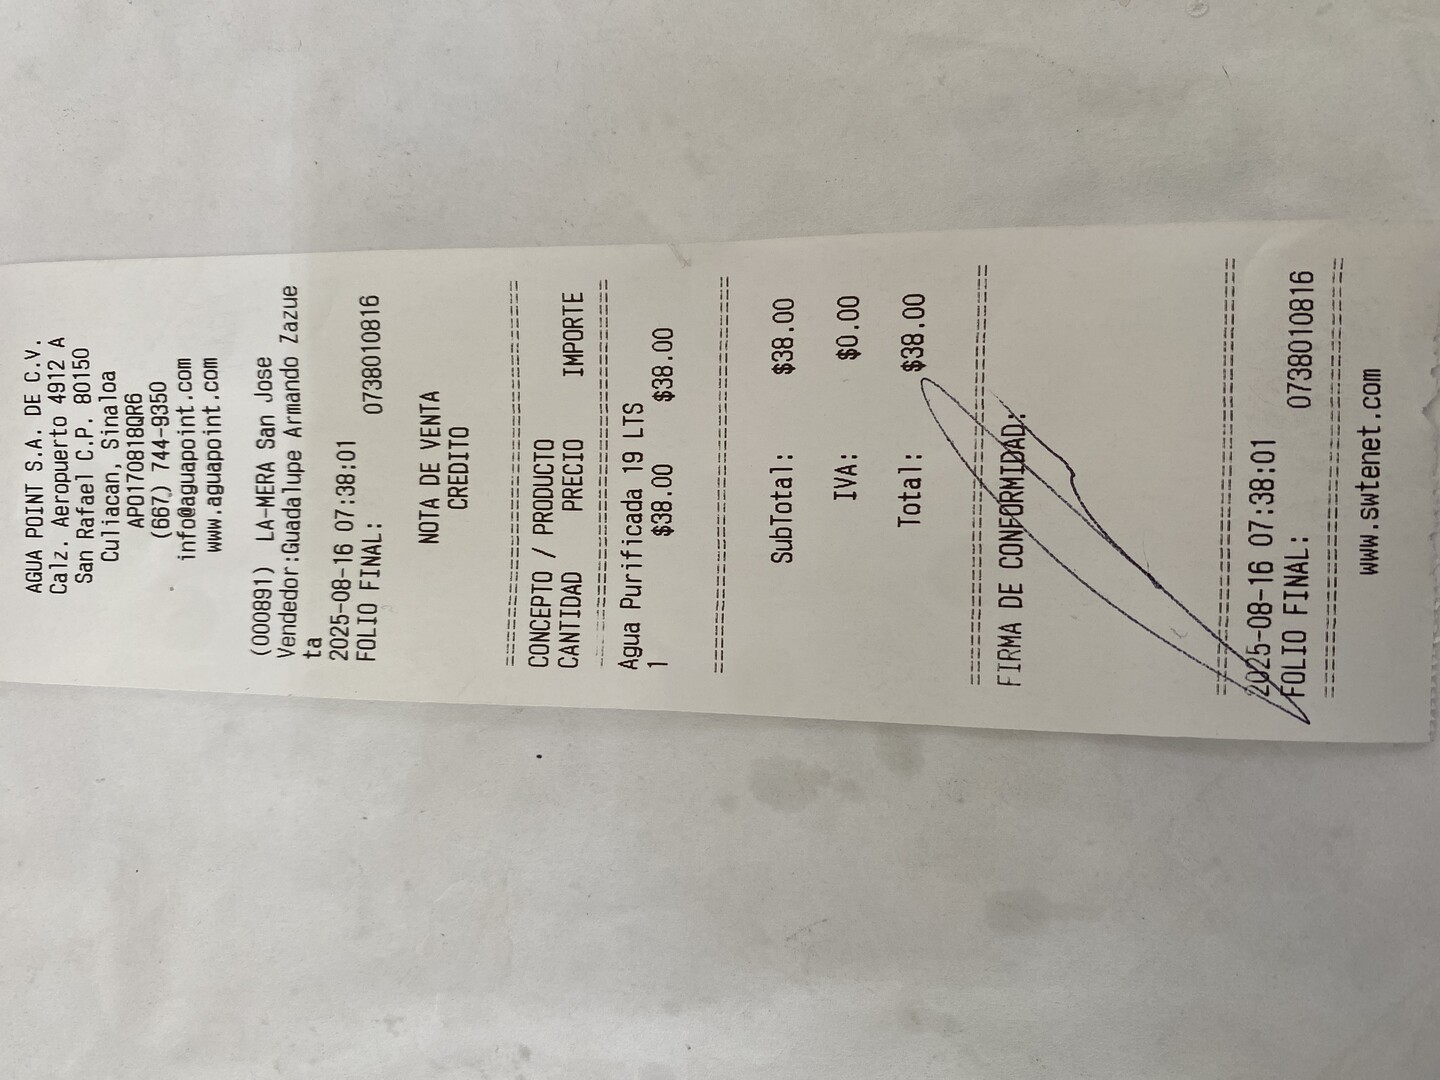 AGUA POINT S.A. DE C.V.
Calz. Aeropuerto 4912 A
San Rafael C.P. 80150
Culiacan, Sinaloa
APO170818QR6
(667) 744-9350
info@aguapoint.com
www.aguapoint.com
(000891) LA-MERA San Jose
Vendedor:Guadalupe Armando Zazue
ta
2025-08-16 07:38:01
FOLIO FINAL: 0738010816
NOTA DE VENTA
CREDITO
================================
CONCEPTO / PRODUCTO
CANTIDAD PRECIO IMPORTE
================================
Agua Purificada 19 LTS
1 $38.00 $38.00
================================
SubTotal: $38.00
IVA: $0.00
Total: $38.00
================================
FIRMA DE CONFORMIDAD.
================================
2025-08-16 07:38:01
FOLIO FINAL: 0738010816
================================
www.swtenet.com